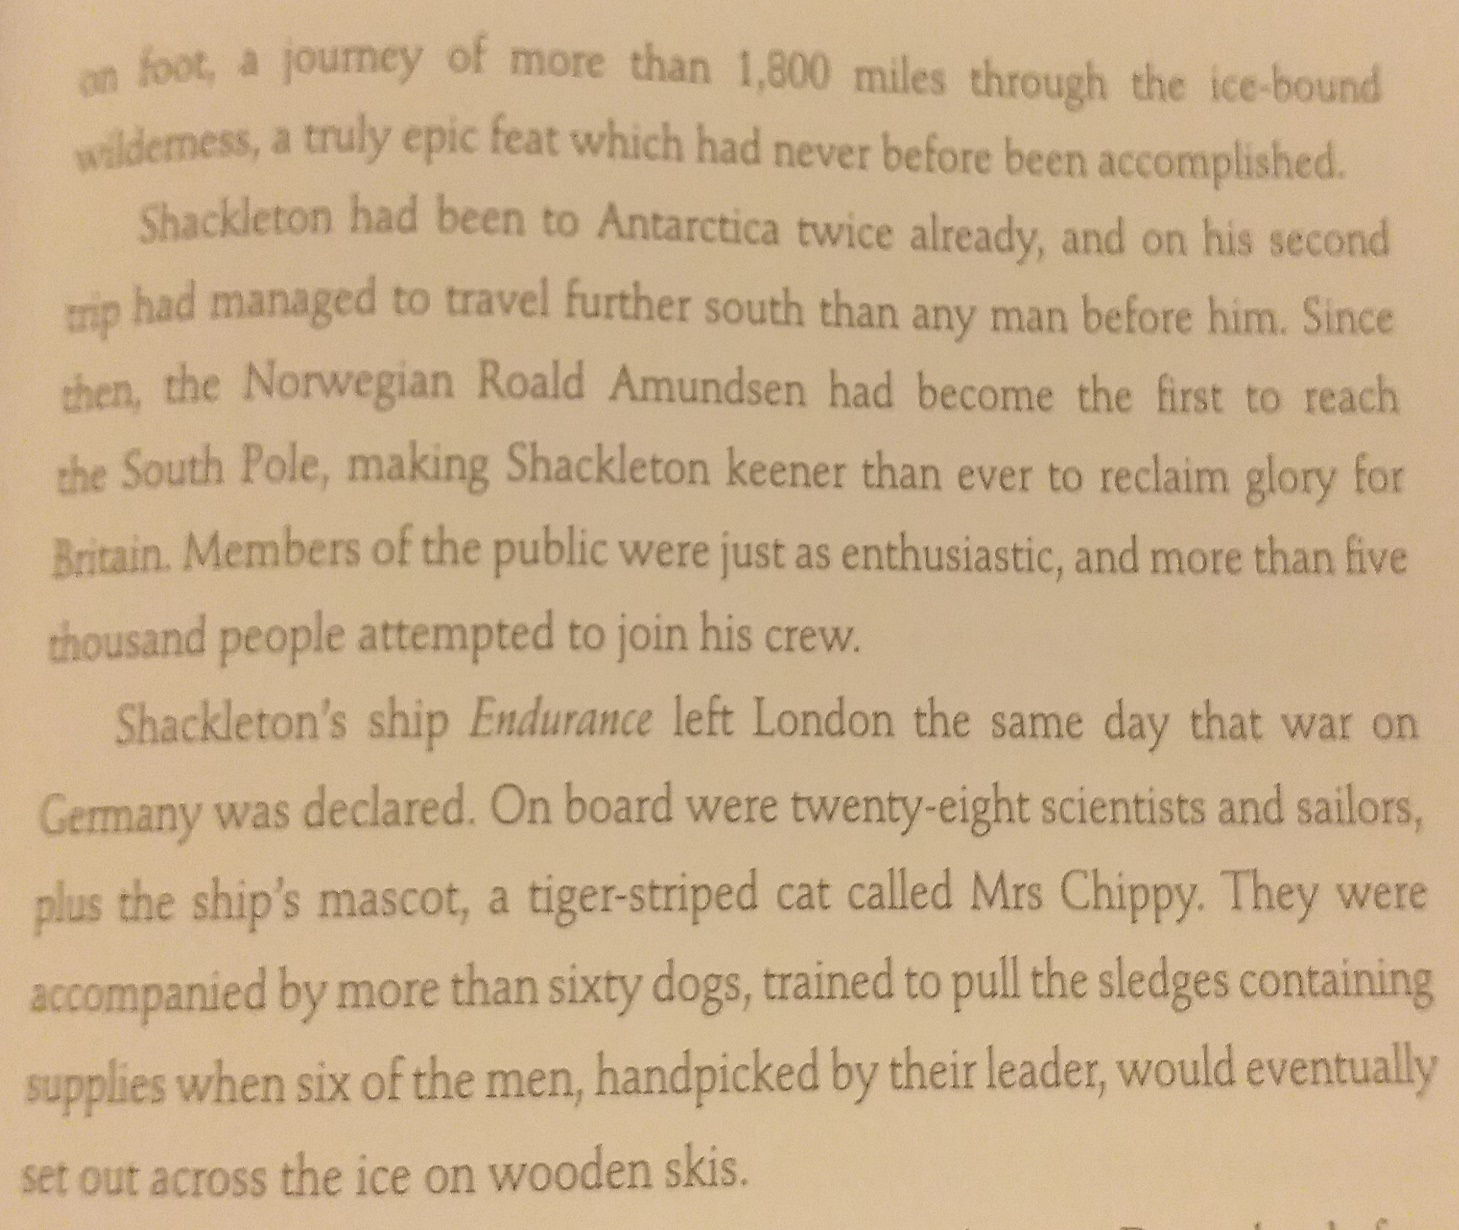 on foot, a journey of more than 1,800 miles through the ice-bound
wilderness, a truly epic feat which had never before been accomplished.
Shackleton had been to Antarctica twice already, and on his second
trip had managed to travel further south than any man before him. Since
then, the Norwegian Roald Amundsen had become the first to reach
the South Pole, making Shackleton keener than ever to reclaim glory for
Britain. Members of the public were just as enthusiastic, and more than five
thousand people attempted to join his crew.
Shackleton's ship Endurance left London the same day that war on
Germany was declared. On board were twenty-eight scientists and sailors,
plus the ship's mascot, a tiger-striped cat called Mrs Chippy. They were
accompanied by more than sixty dogs, trained to pull the sledges containing
supplies when six of the men, handpicked by their leader, would eventually
set out across the ice on wooden skis.